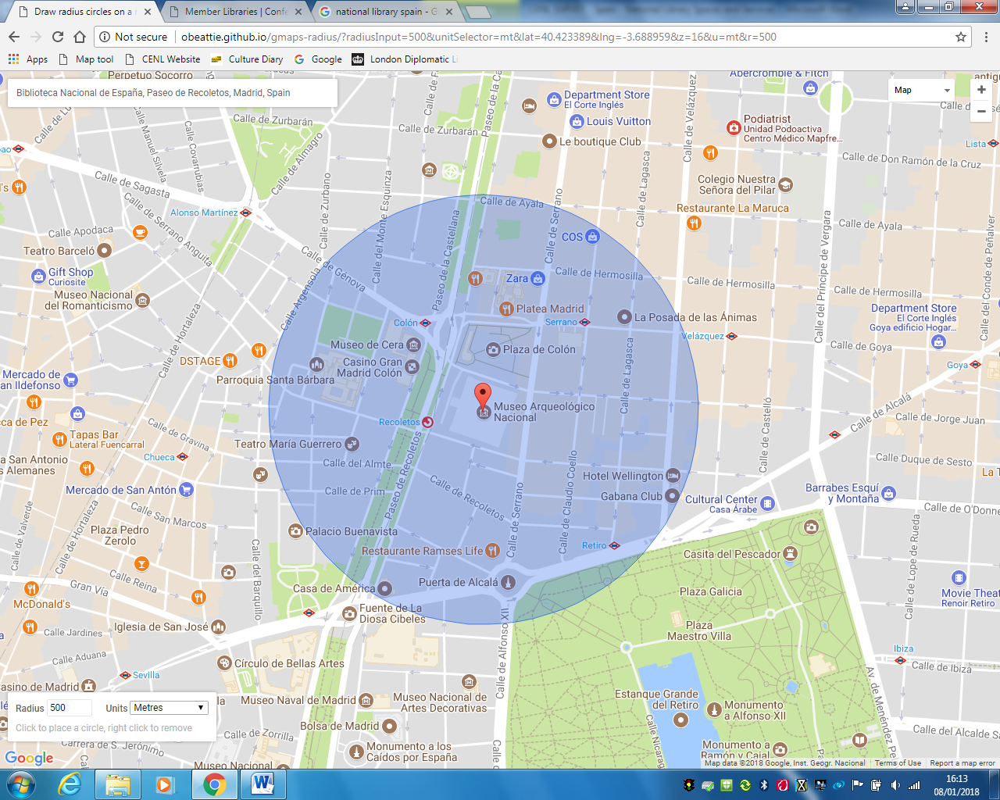 Draw radius circles on a
Member Libraries | Confe
national library spain - G
Not secure
obeattie.github.io/gmaps-radius/?radiusInput=500&unitSelector=mt&lat=40.423389&lng=-3.688959&z=16&u=mt&r=500
Apps
Map tool
CENL Website
Culture Diary
Google
London Diplomatic Li
Biblioteca Nacional de España, Paseo de Recoletos, Madrid, Spain
Map
+
−
Perpetuo Socorro
Calle de Zurbarán
Calle de Zurbarán
Calle de Almagro
Calle Manuel Silvela
Calle Covarrubias
Calle de Sagasta
Calle de Serrano Anguita
Alonso Martínez
Calle Apodaca
Teatro Barceló
Gift Shop
Curiosite
Museo Nacional
del Romanticismo
Calle de Hortaleza
Calle Argensola
Calle de Génova
Calle de Zurbano
Calle del Monte Esquinza
Paseo de la Castellana
Department Store
El Corte Inglés
Louis Vuitton
Le boutique Club
Calle de Velázquez
Abercrombie & Fitch
antig
Podiatrist
Unidad Podoactiva
Centro Médico Mapfre...
Lista
Calle de Don Ramón de la Cruz
Colegio Nuestra
Señora del Pilar
Restaurante La Maruca
Calle de Ayala
Calle de Ayala
Calle de Serrano
Calle de Lagasca
Calle del Príncipe de Vergara
Calle del Conde de Peñalver
COS
Zara
Calle de Hermosilla
Calle de Hermosilla
Calle de Hermosilla
Platea Madrid
Colón
Serrano
La Posada de las Ánimas
Velázquez
Department Store
El Corte Inglés
Goya edificio Hogar...
Calle de Goya
Goya
Museo de Cera
Plaza de Colón
Casino Gran
Madrid Colón
DSTAGE
Parroquia Santa Bárbara
Mercado de
an Ildefonso
Calle de Lagasca
Museo Arqueológico
Nacional
Recoletos
Calle de Castelló
Calle de Alcalá
Calle de Jorge Juan
ca de Pez
Tapas Bar
Lateral Fuencarral
Calle de Gravina
Chueca
a San Antonio
s Alemanes
Teatro María Guerrero
Calle del Almte
Calle de Prim
Paseo de Recoletos
Calle de Recoletos
Calle de Serrano
Calle de Claudio Coello
Hotel Wellington
Gabana Club
Calle Duque de Sesto
La T
Cultural Center
Casa Árabe
Barrabes Esquí
y Montaña
Calle de O'Donne
Mercado de San Antón
Calle San Marcos
Calle de Valverde
Calle de Hortaleza
Plaza Pedro
Zerolo
Palacio Buenavista
Restaurante Ramses Life
Retiro
Casita del Pescador
Calle de Lope de Rueda
Gran Vía
Calle Reina
Calle del Barquillo
Casa de América
Puerta de Alcalá
Plaza Galicia
Movie Theat
Renoir Retiro
McDonald's
Calle Jardines
Iglesia de San José
Fuente de La
Diosa Cibeles
Calle de Alfonso XII
Plaza
Maestro Villa
Calle Aduana
Sevilla
Círculo de Bellas Artes
Ibiza
Calle de Ibiza
Av. de Menéndez Pe
Casino de Madrid
Museo Naval de Madrid
Museo Nacional de
Artes Decorativas
Estanque Grande
del Retiro
Monumento
a Alfonso XII
Radius 500 Units Metres
Click to place a circle, right click to remove
Bolsa de Madrid
Calle de Zorrilla
Carrera de S. Jerónimo
Monumento a los
Caídos por España
Museo Nacional
Calle Nicarag
Monumento a
Ramón y Cajal
Calle del Alcalde Sa
Google
Map data ©2018 Google, Inst. Geogr. Nacional
Terms of Use
Report a map error
16:13
08/01/2018